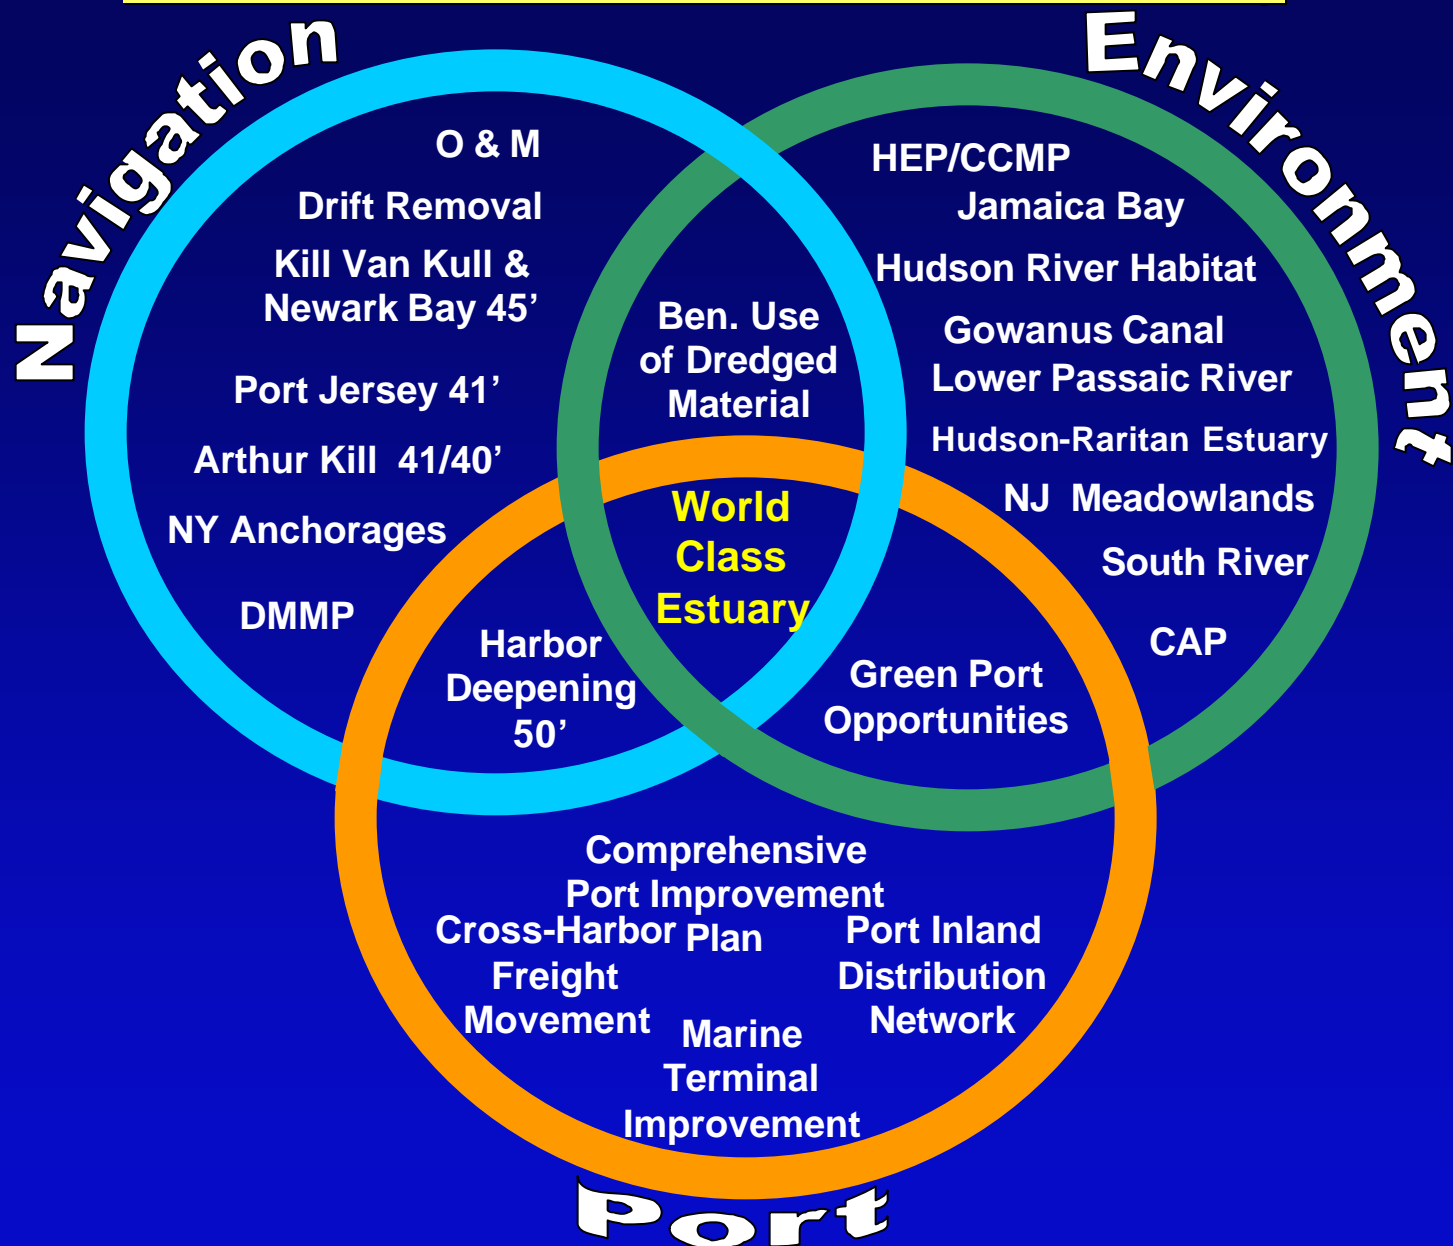 Navigation
Environment
O & M
Drift Removal
Kill Van Kull &
Newark Bay 45’
Port Jersey 41’
Arthur Kill 41/40’
NY Anchorages
DMMP
HEP/CCMP
Jamaica Bay
Hudson River Habitat
Gowanus Canal
Lower Passaic River
Hudson-Raritan Estuary
NJ Meadowlands
South River
CAP
Ben. Use
of Dredged
Material
World
Class
Estuary
Harbor
Deepening
50’
Green Port
Opportunities
Comprehensive
Port Improvement
Plan
Cross-Harbor
Freight
Movement
Port Inland
Distribution
Network
Marine
Terminal
Improvement
Port